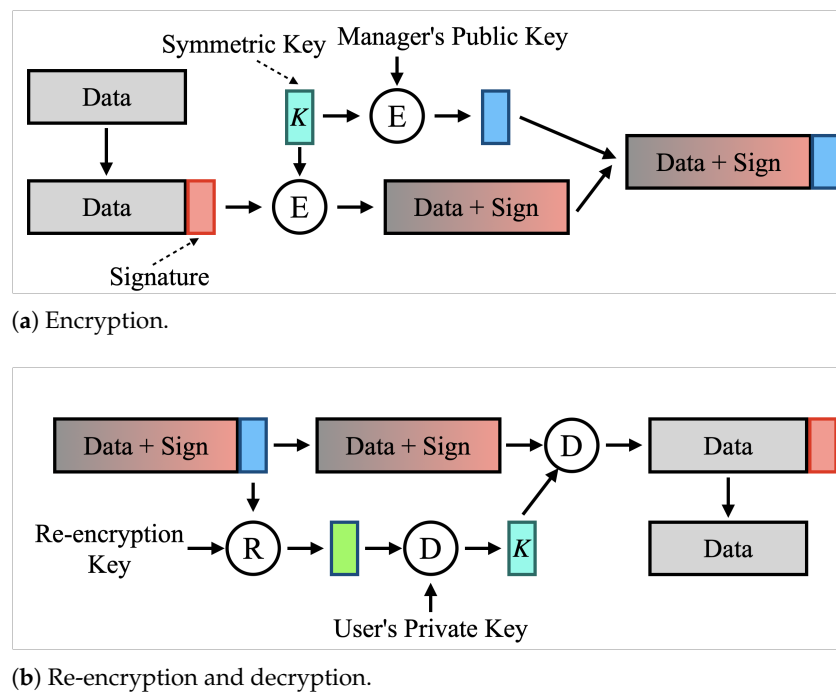 Symmetric Key
Manager's Public Key
Data
K
E
Data + Sign
Data
E
Data + Sign
Signature
(a) Encryption.
Data + Sign
Data + Sign
D
Data
Re-encryption
Key
R
D
K
Data
User's Private Key
(b) Re-encryption and decryption.